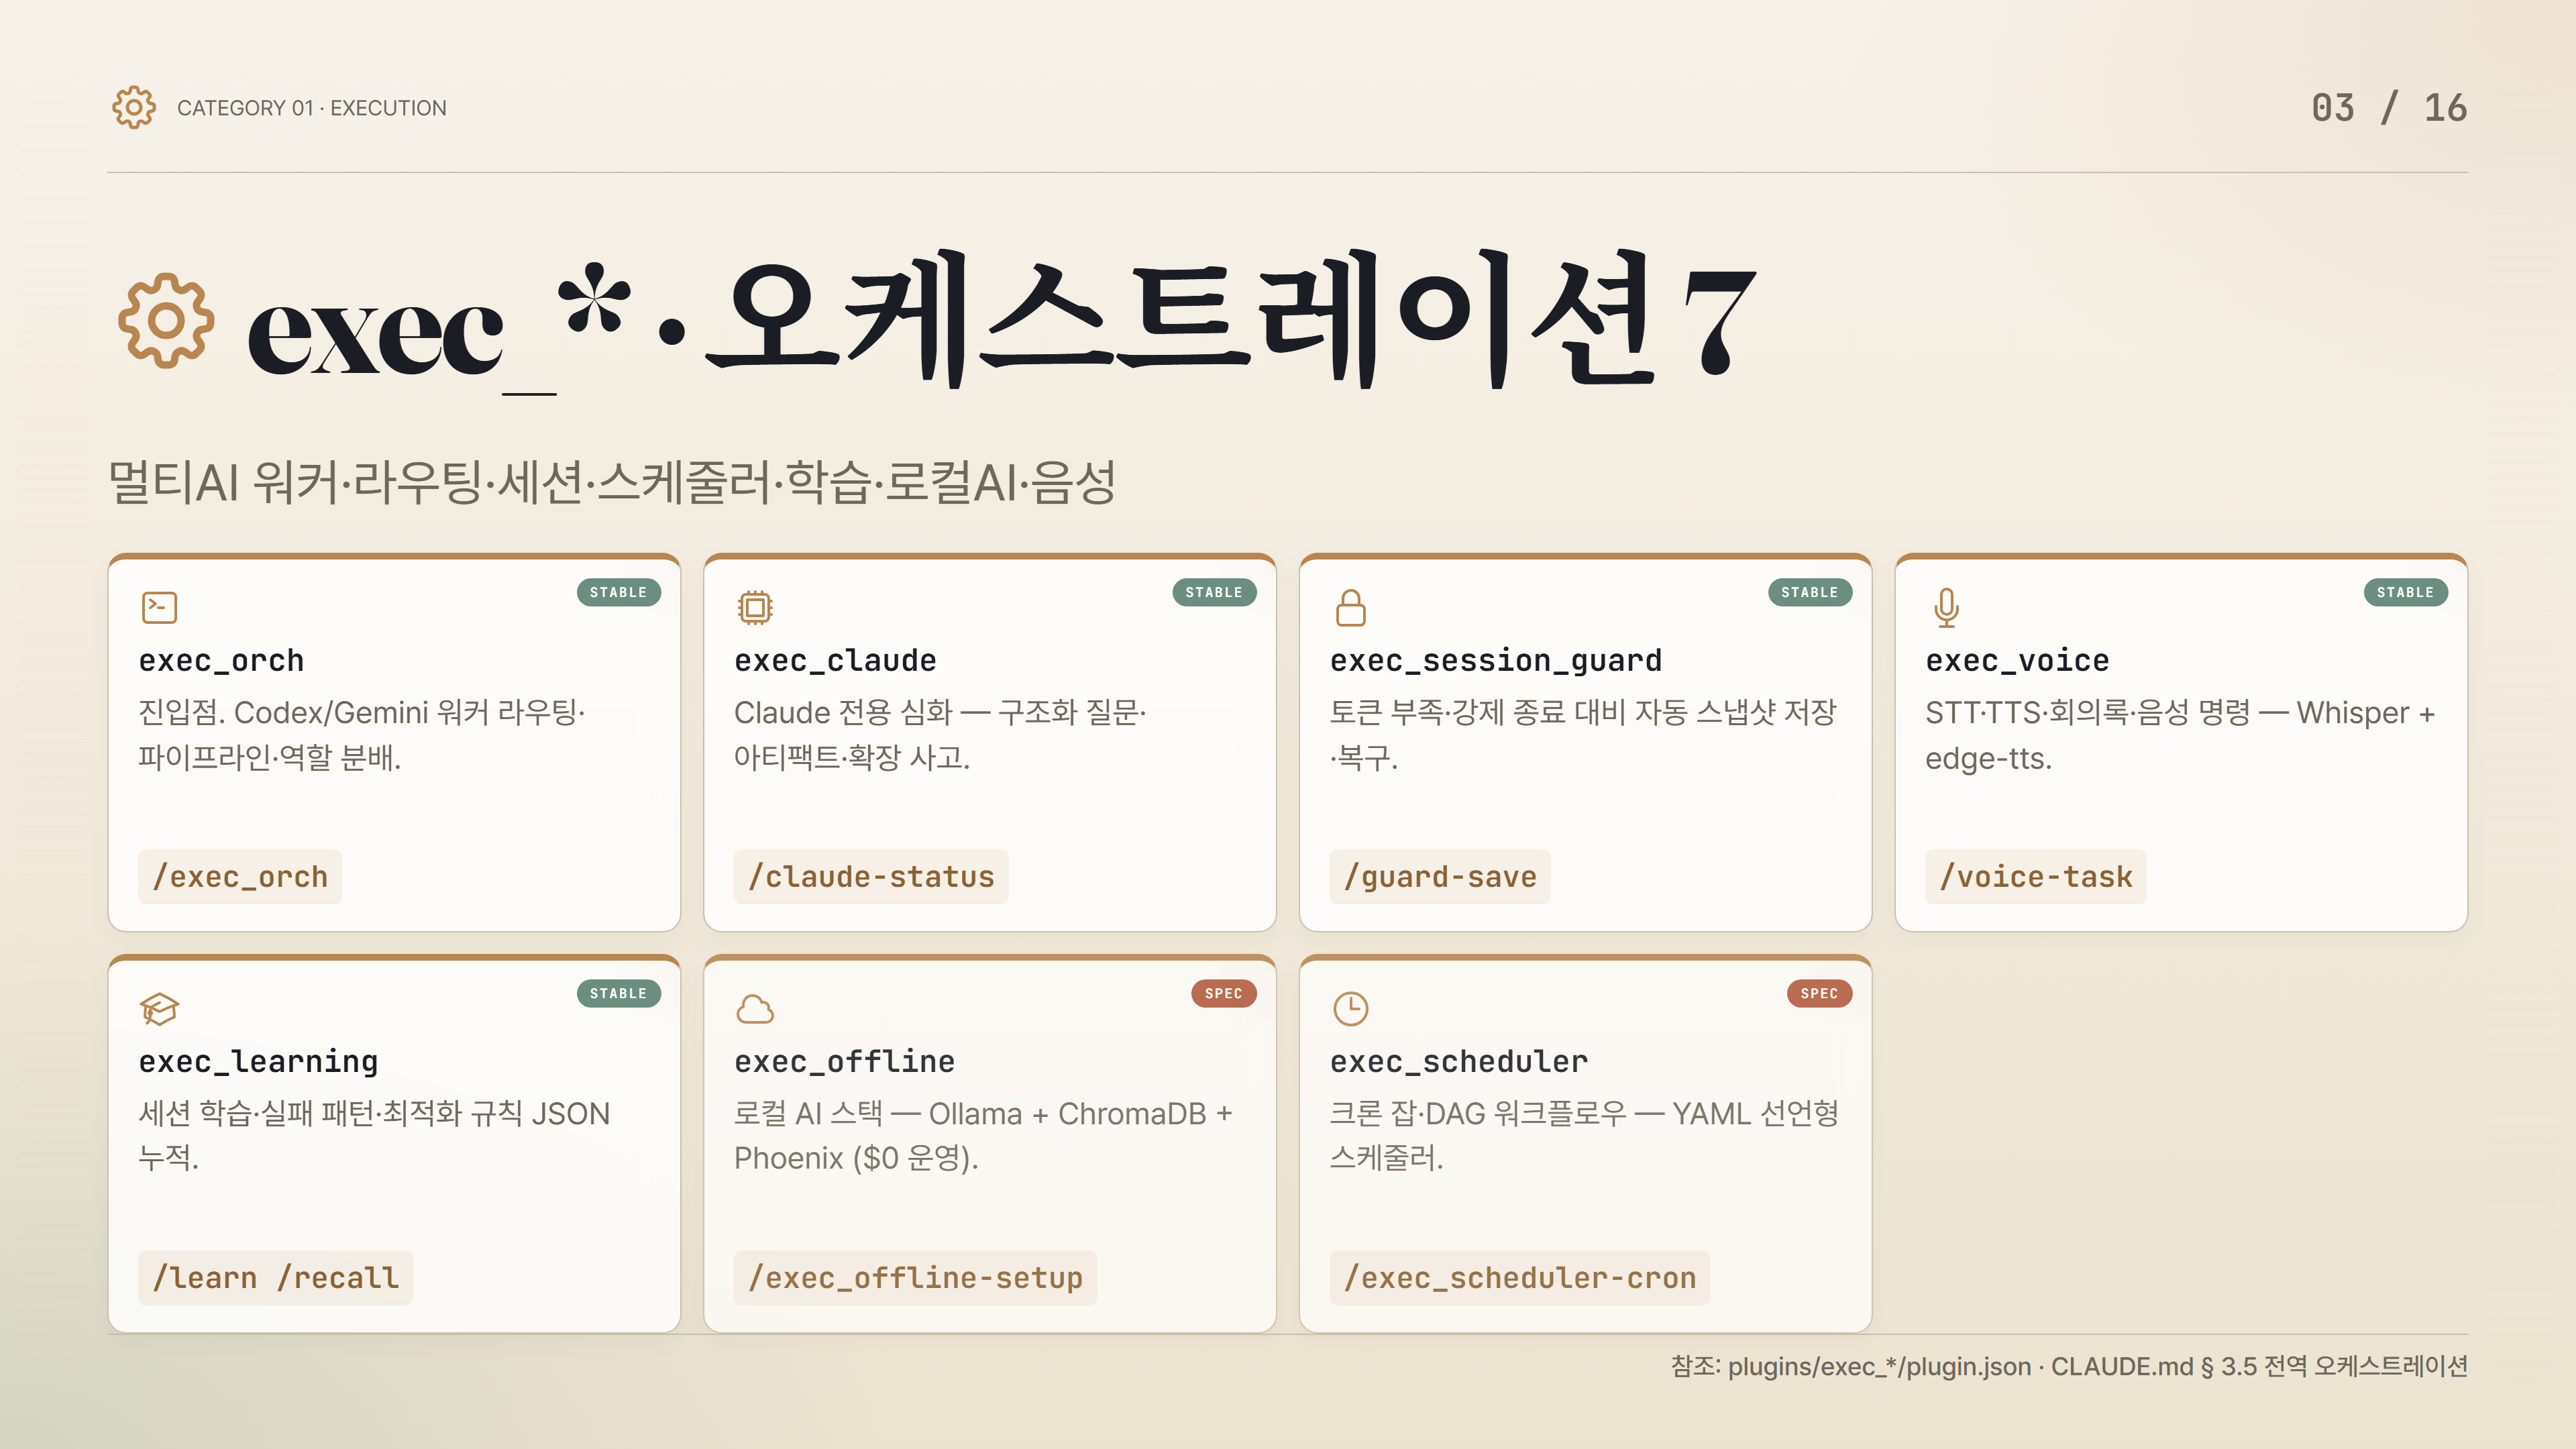 CATEGORY 01 · EXECUTION
03 / 16
exec_*·오케스트레이션 7
멀티AI 워커·라우팅·세션·스케줄러·학습·로컬AI·음성
STABLE
exec_orch
진입점. Codex/Gemini 워커 라우팅·
파이프라인·역할 분배.
/exec_orch
STABLE
exec_claude
Claude 전용 심화 — 구조화 질문·
아티팩트·확장 사고.
/claude-status
STABLE
exec_session_guard
토큰 부족·강제 종료 대비 자동 스냅샷 저장
·복구.
/guard-save
STABLE
exec_voice
STT·TTS·회의록·음성 명령 — Whisper +
edge-tts.
/voice-task
STABLE
exec_learning
세션 학습·실패 패턴·최적화 규칙 JSON
누적.
/learn /recall
SPEC
exec_offline
로컬 AI 스택 — Ollama + ChromaDB +
Phoenix ($0 운영).
/exec_offline-setup
SPEC
exec_scheduler
크론 잡·DAG 워크플로우 — YAML 선언형
스케줄러.
/exec_scheduler-cron
참조: plugins/exec_*/plugin.json · CLAUDE.md § 3.5 전역 오케스트레이션